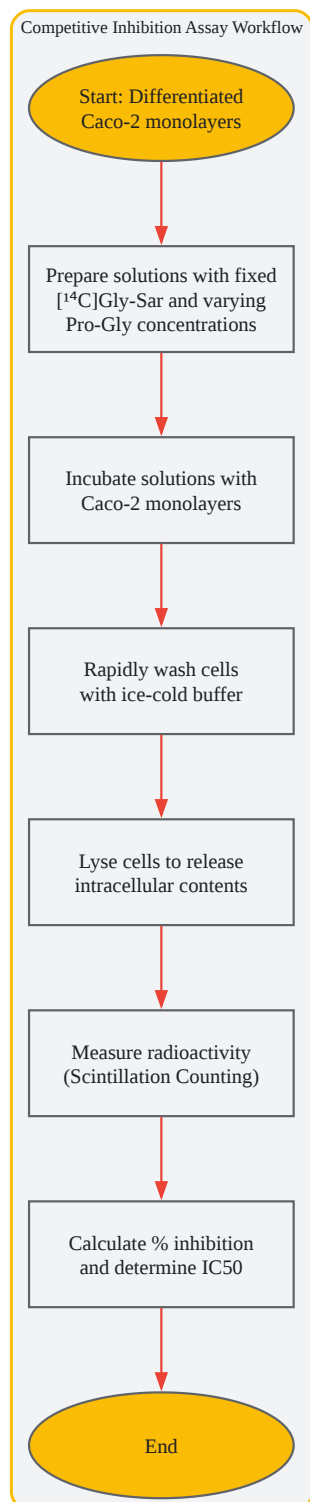 Competitive Inhibition Assay Workflow
Start: Differentiated
Caco-2 monolayers
Prepare solutions with fixed
[¹⁴C]Gly-Sar and varying
Pro-Gly concentrations
Incubate solutions with
Caco-2 monolayers
Rapidly wash cells
with ice-cold buffer
Lyse cells to release
intracellular contents
Measure radioactivity
(Scintillation Counting)
Calculate % inhibition
and determine IC50
End